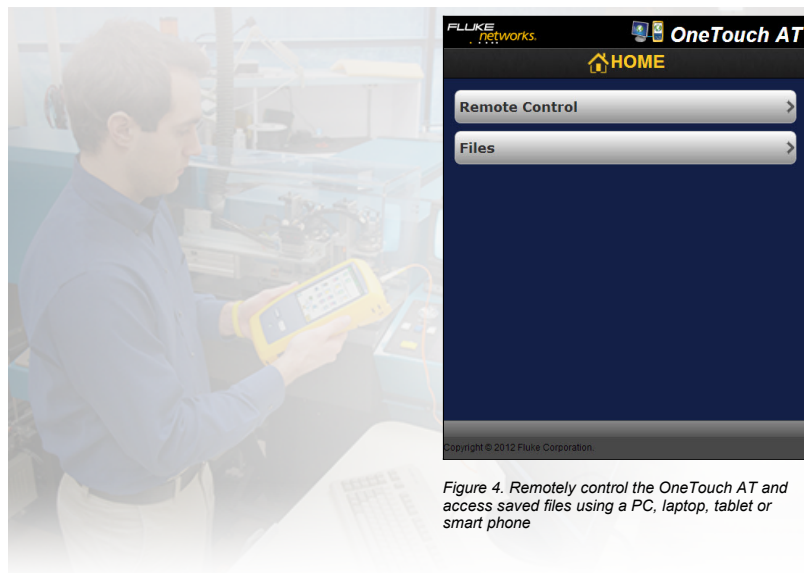 FLUKE
networks.
OneTouch AT
HOME
Remote Control
Files
Copyright © 2012 Fluke Corporation.
Figure 4. Remotely control the OneTouch AT and
access saved files using a PC, laptop, tablet or
smart phone